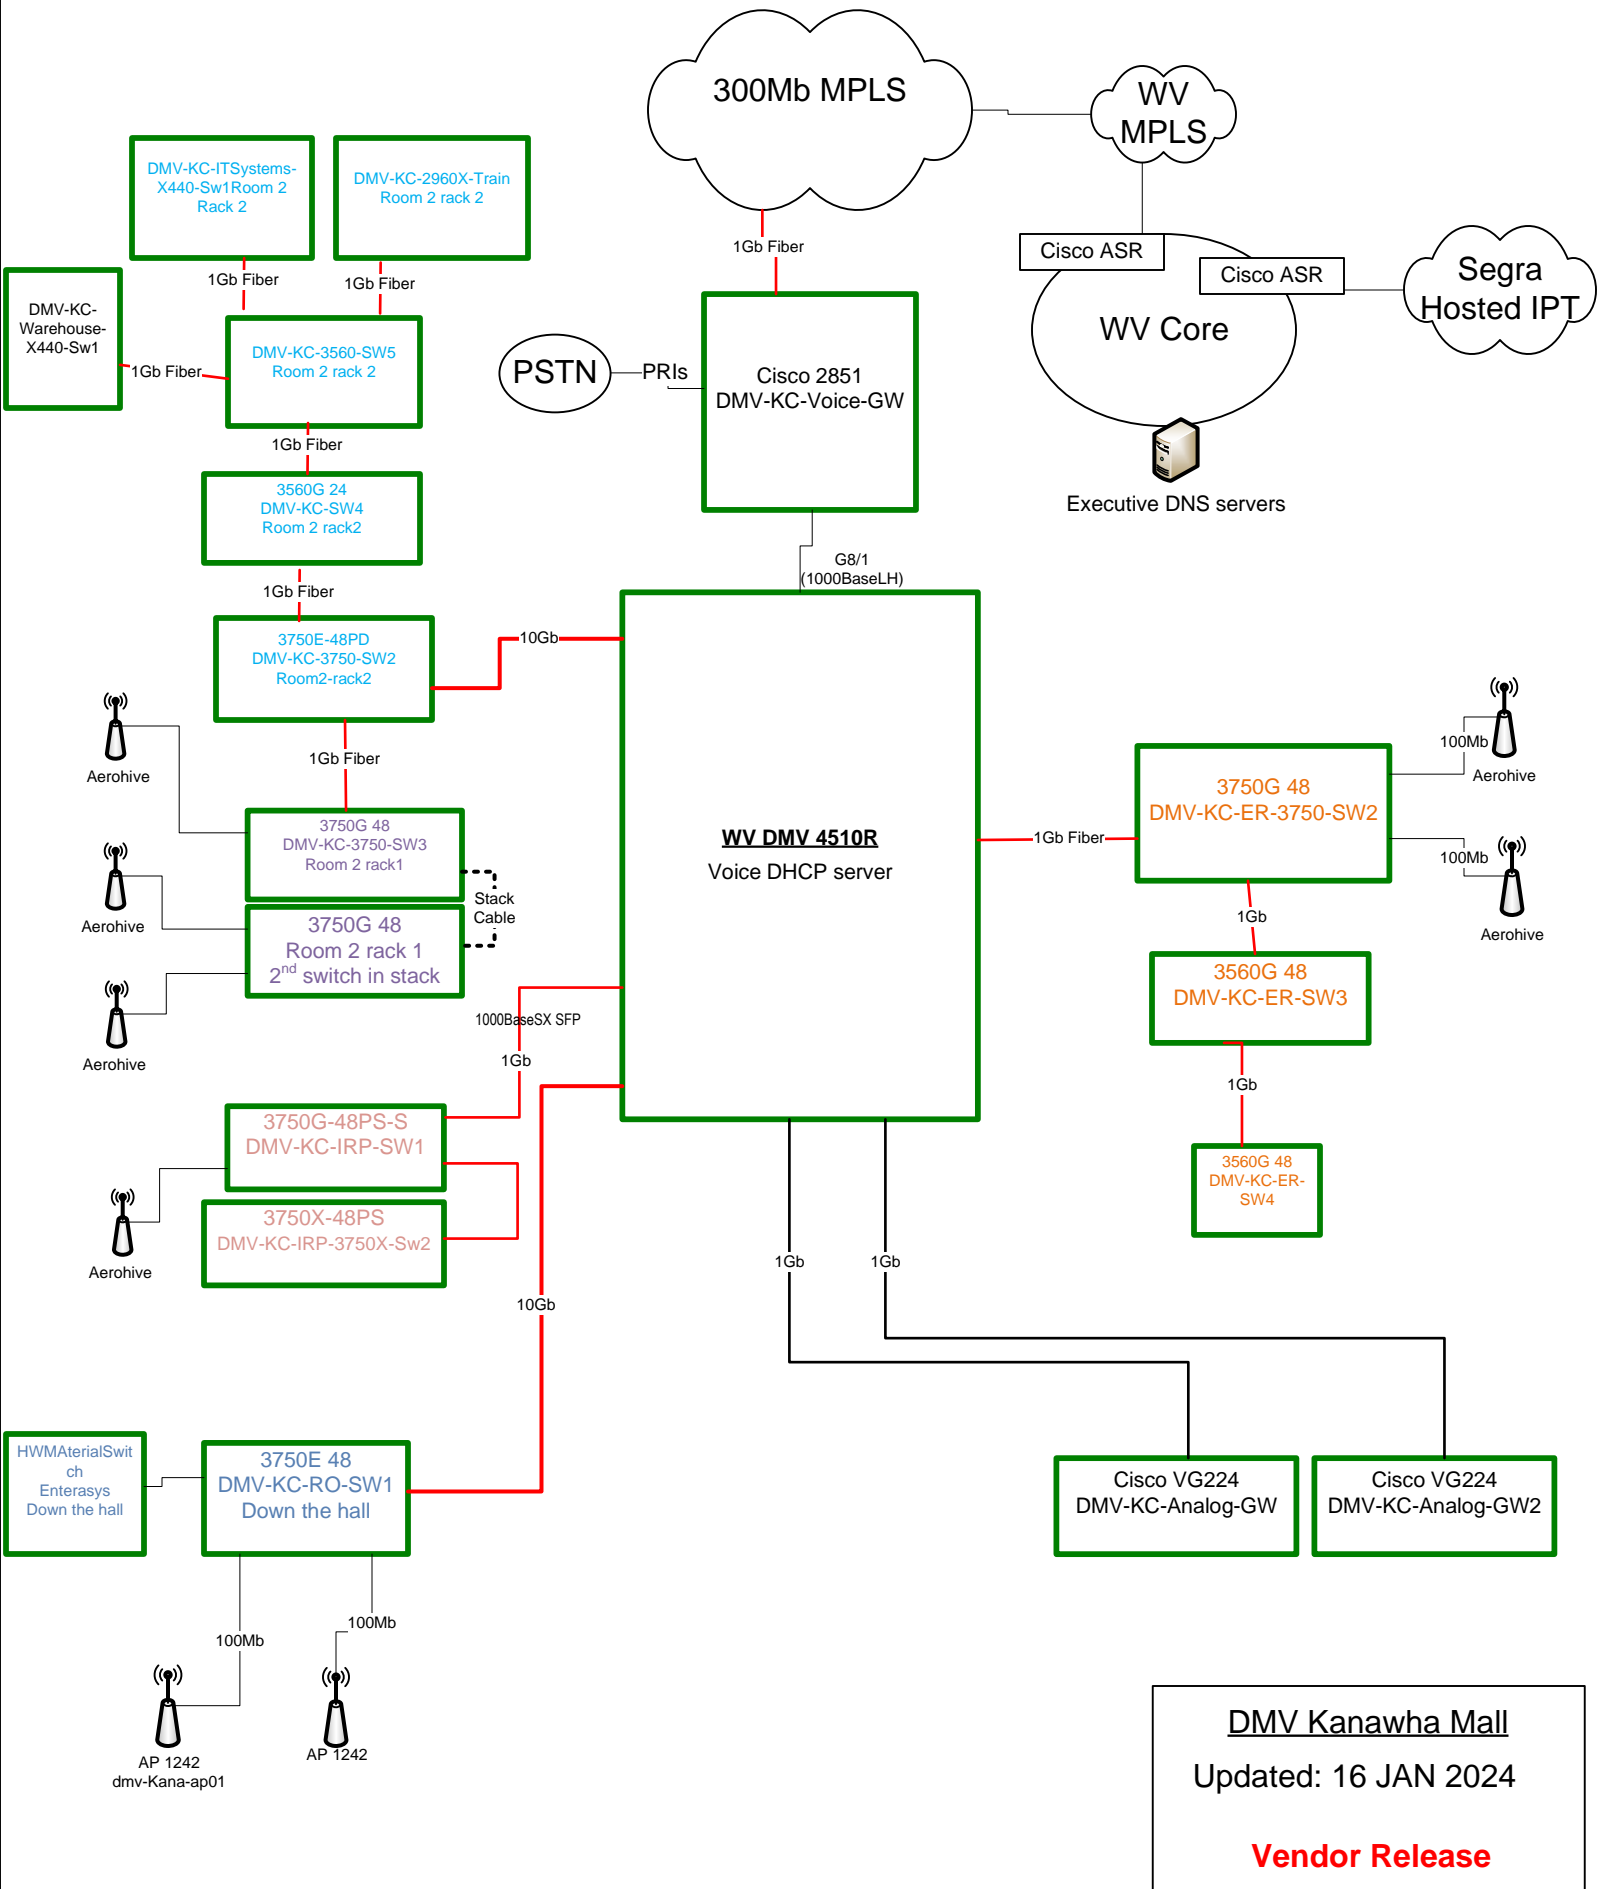 300Mb MPLS
WV
MPLS
DMV-KC-ITSystems-
X440-Sw1Room 2
Rack 2
DMV-KC-2960X-Train
Room 2 rack 2
1Gb Fiber
Cisco ASR
Cisco ASR
Segra
Hosted IPT
1Gb Fiber
1Gb Fiber
DMV-KC-
Warehouse-
X440-Sw1
WV Core
DMV-KC-3560-SW5
Room 2 rack 2
1Gb Fiber
PSTN
PRIs
Cisco 2851
DMV-KC-Voice-GW
1Gb Fiber
Executive DNS servers
3560G 24
DMV-KC-SW4
Room 2 rack2
G8/1
(1000BaseLH)
1Gb Fiber
3750E-48PD
DMV-KC-3750-SW2
Room2-rack2
10Gb
1Gb Fiber
Aerohive
100Mb
Aerohive
3750G 48
DMV-KC-ER-3750-SW2
3750G 48
DMV-KC-3750-SW3
Room 2 rack1
WV DMV 4510R
Voice DHCP server
1Gb Fiber
100Mb
Stack
Cable
Aerohive
3750G 48
Room 2 rack 1
2nd switch in stack
1Gb
Aerohive
3560G 48
DMV-KC-ER-SW3
1000BaseSX SFP
1Gb
Aerohive
1Gb
3750G-48PS-S
DMV-KC-IRP-SW1
3560G 48
DMV-KC-ER-
SW4
3750X-48PS
DMV-KC-IRP-3750X-Sw2
Aerohive
1Gb
1Gb
10Gb
HWMAterialSwit
ch
Enterasys
Down the hall
3750E 48
DMV-KC-RO-SW1
Down the hall
Cisco VG224
DMV-KC-Analog-GW
Cisco VG224
DMV-KC-Analog-GW2
100Mb
100Mb
AP 1242
dmv-Kana-ap01
AP 1242
DMV Kanawha Mall
Updated: 16 JAN 2024
Vendor Release